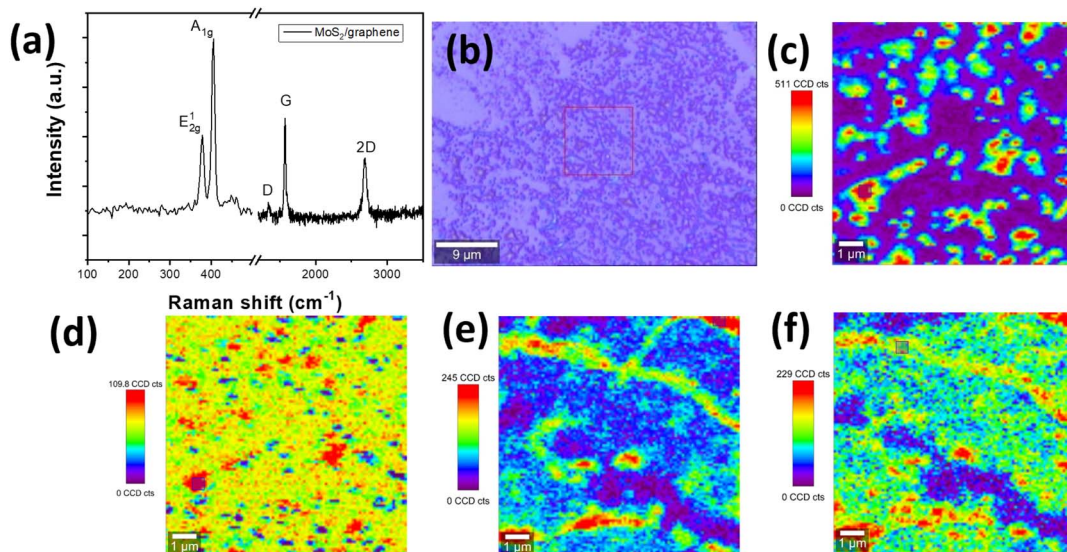 (a)
Intensity (a.u.)
A1g
E12g
D
G
2D
MoS2/graphene
100 200 300 400 2000 3000
Raman shift (cm-1)
(b)
9 µm
(c)
511 CCD cts
0 CCD cts
1 µm
(d)
109.8 CCD cts
0 CCD cts
1 µm
(e)
245 CCD cts
0 CCD cts
1 µm
(f)
229 CCD cts
0 CCD cts
1 µm